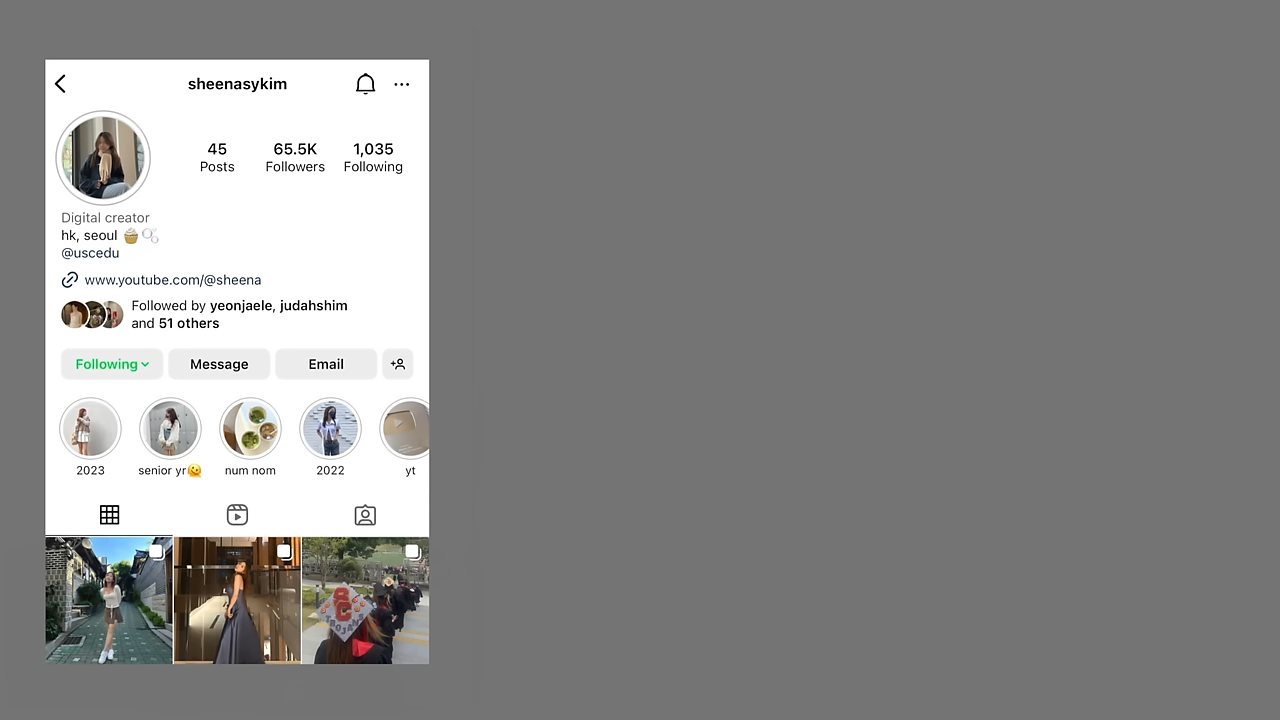 sheenasykim
45
65.5K
1,035
Posts
Followers
Following
Digital creator
hk, seoul 🧁🫧
@uscedu
www.youtube.com/@sheena
Followed by yeonjaele, judahshim
and 51 others
Following
Message
Email
2023
senior yr🫠
num nom
2022
yt
SC